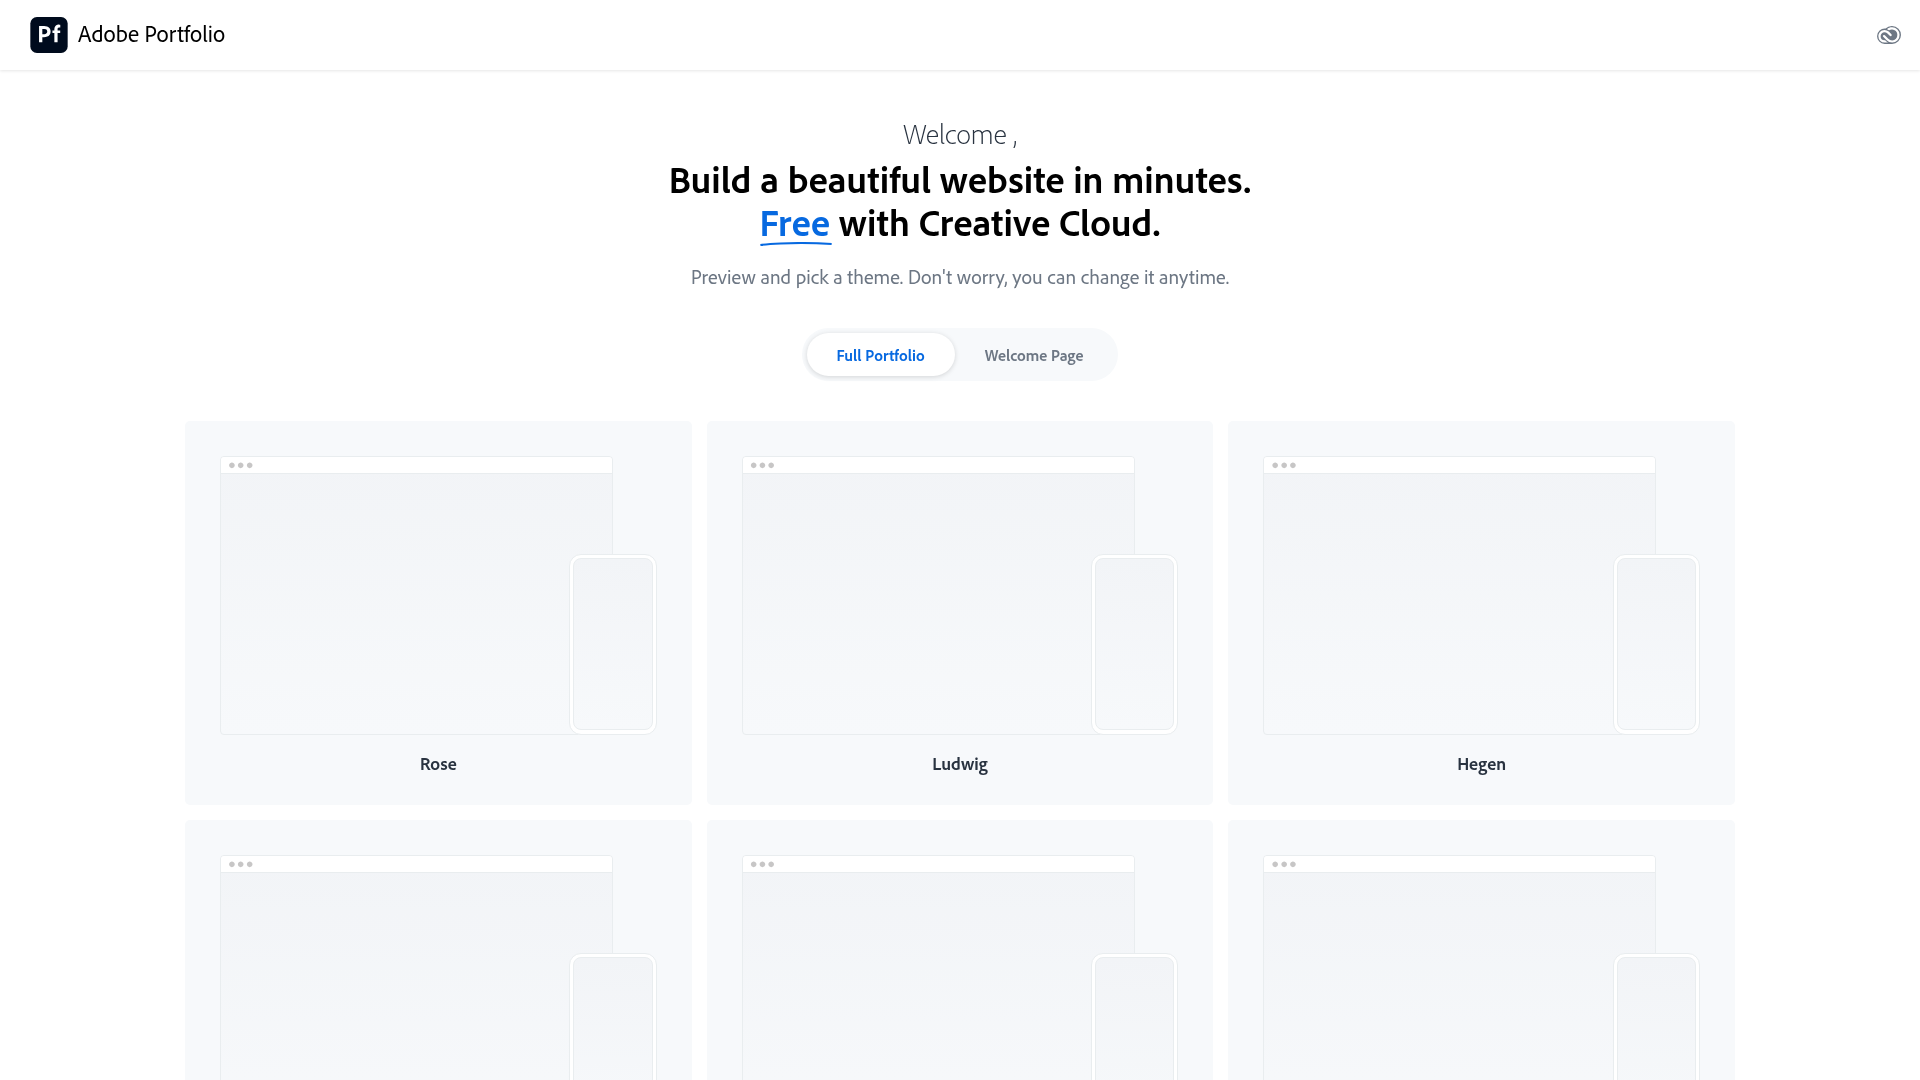 Pf Adobe Portfolio
Welcome ,
Build a beautiful website in minutes.
Free with Creative Cloud.
Preview and pick a theme. Don't worry, you can change it anytime.
Full Portfolio
Welcome Page
Rose
Ludwig
Hegen